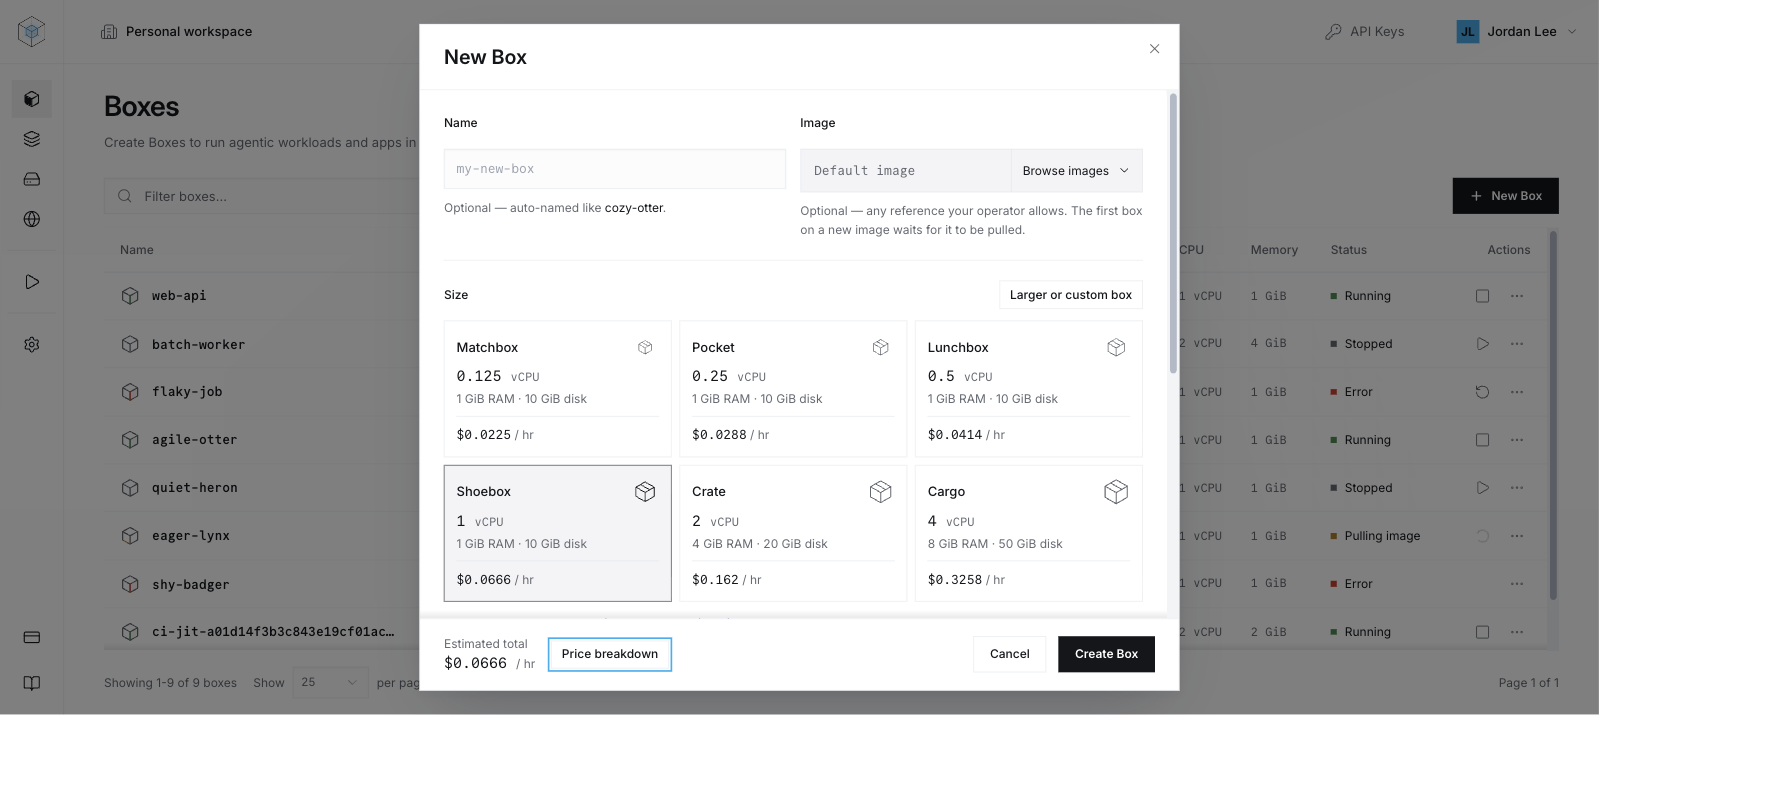 Personal workspace
API Keys
JL
Jordan Lee
Boxes
Create Boxes to run agentic workloads and apps in
Filter boxes...
New Box
Name
CPU
Memory
Status
Actions
web-api
1 vCPU
1 GiB
Running
batch-worker
2 vCPU
4 GiB
Stopped
flaky-job
1 vCPU
1 GiB
Error
agile-otter
1 vCPU
1 GiB
Running
quiet-heron
1 vCPU
1 GiB
Stopped
eager-lynx
1 vCPU
1 GiB
Pulling image
shy-badger
1 vCPU
1 GiB
Error
ci-jit-a01d14f3b3c843e19cf01ac…
2 vCPU
2 GiB
Running
Showing 1-9 of 9 boxes
Show
25
per pag
Page 1 of 1
New Box
Name
Image
my-new-box
Default image
Browse images
Optional — auto-named like cozy-otter.
Optional — any reference your operator allows. The first box
on a new image waits for it to be pulled.
Size
Larger or custom box
Matchbox
0.125 vCPU
1 GiB RAM · 10 GiB disk
$0.0225 / hr
Pocket
0.25 vCPU
1 GiB RAM · 10 GiB disk
$0.0288 / hr
Lunchbox
0.5 vCPU
1 GiB RAM · 10 GiB disk
$0.0414 / hr
Shoebox
1 vCPU
1 GiB RAM · 10 GiB disk
$0.0666 / hr
Crate
2 vCPU
4 GiB RAM · 20 GiB disk
$0.162 / hr
Cargo
4 vCPU
8 GiB RAM · 50 GiB disk
$0.3258 / hr
Estimated total
$0.0666 / hr
Price breakdown
Cancel
Create Box